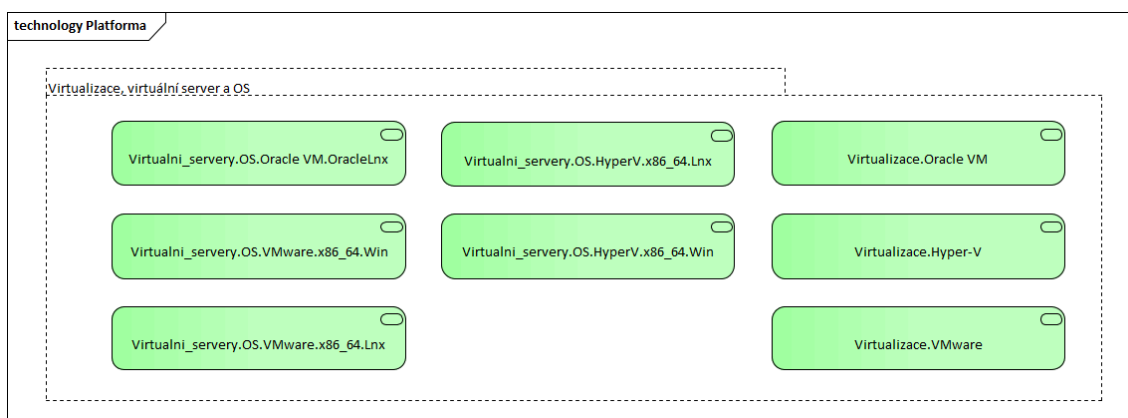 technology Platforma
Virtualizace, virtuální server a OS
Virtualni_servery.OS.Oracle VM.OracleLnx
Virtualni_servery.OS.HyperV.x86_64.Lnx
Virtualizace.Oracle VM
Virtualni_servery.OS.VMware.x86_64.Win
Virtualni_servery.OS.HyperV.x86_64.Win
Virtualizace.Hyper-V
Virtualni_servery.OS.VMware.x86_64.Lnx
Virtualizace.VMware